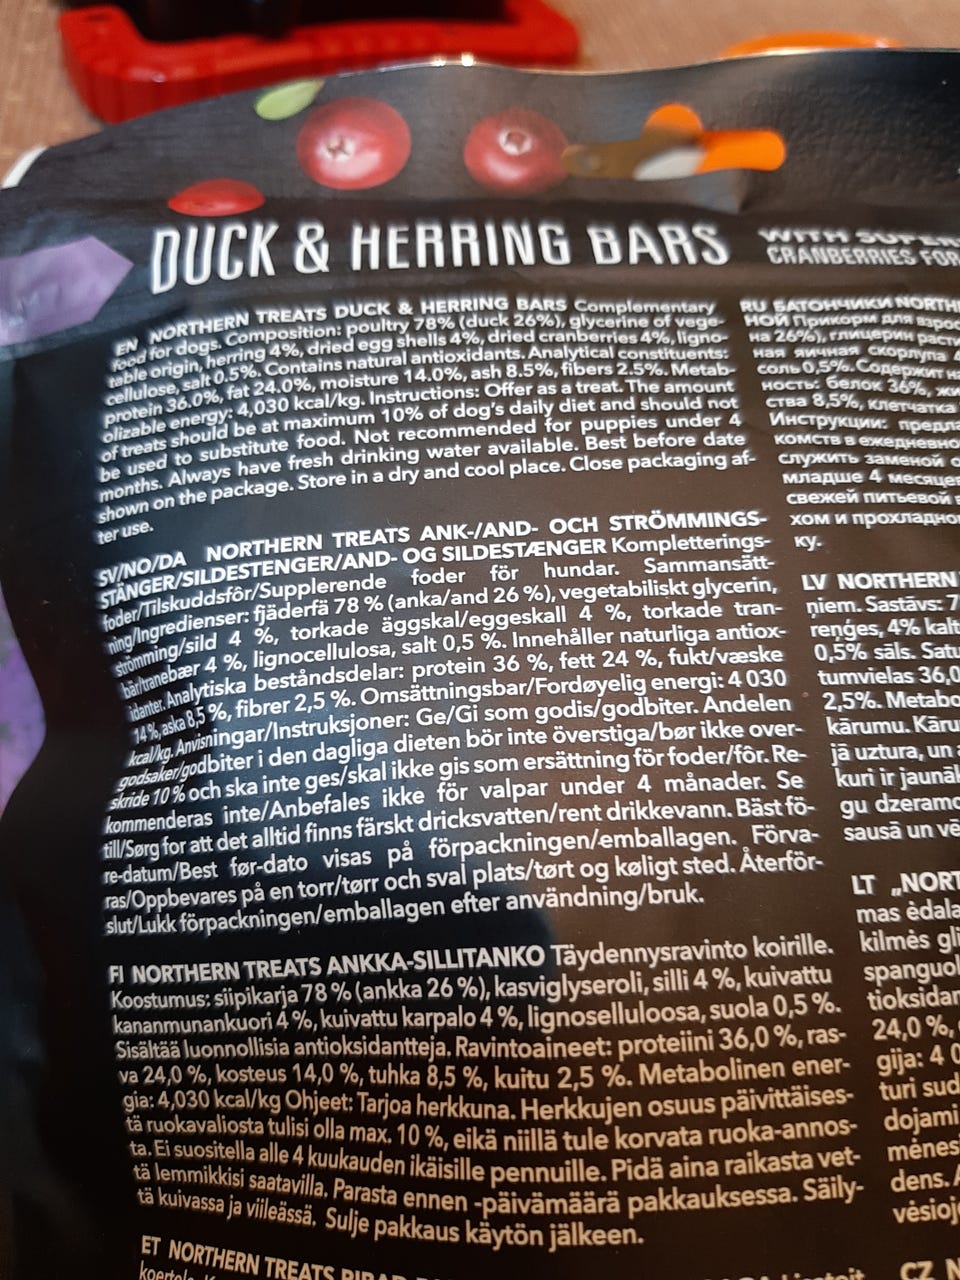 DUCK & HERRING BARS
WITH SUPER
CRANBERRIES FOR
EN NORTHERN TREATS DUCK & HERRING BARS Complementary
food for dogs. Composition: poultry 78% (duck 26%), glycerine of vege-
table origin, herring 4%, dried egg shells 4%, dried cranberries 4%, ligno-
cellulose, salt 0.5%. Contains natural antioxidants. Analytical constituents:
protein 36.0%, fat 24.0%, moisture 14.0%, ash 8.5%, fibers 2.5%. Metab-
olizable energy: 4,030 kcal/kg. Instructions: Offer as a treat. The amount
of treats should be at maximum 10% of dog's daily diet and should not
be used to substitute food. Not recommended for puppies under 4
months. Always have fresh drinking water available. Best before date
shown on the package. Store in a dry and cool place. Close packaging af-
ter use.
SV/NO/DA NORTHERN TREATS ANK-/AND- OCH STRÖMMINGS-
STÄNGER/SILDESTENGER/AND- OG SILDESTÆNGER Kompletterings-
foder/Tilskuddsfôr/Supplerende foder för hundar. Sammansätt-
ning/Ingredienser: fjäderfä 78 % (anka/and 26 %), vegetabiliskt glycerin,
strömming/sild 4 %, torkade äggskal/eggeskall 4 %, torkade tran-
bär/tranebær 4 %, lignocellulosa, salt 0,5 %. Innehåller naturliga antiox-
idanter. Analytiska beståndsdelar: protein 36 %, fett 24 %, fukt/væske
14 %, aska 8,5 %, fibrer 2,5 %. Omsättningsbar/Fordøyelig energi: 4 030
kcal/kg. Anvisningar/Instruksjoner: Ge/Gi som godis/godbiter. Andelen
godsaker/godbiter i den dagliga dieten bör inte överstiga/bør ikke over-
skride 10 % och ska inte ges/skal ikke gis som ersättning för foder/fôr. Re-
kommenderas inte/Anbefales ikke för valpar under 4 månader. Se
till/Sørg for att det alltid finns färskt dricksvatten/rent drikkevann. Bäst fö-
re-datum/Best før-dato visas på förpackningen/emballagen. Förva-
ras/Oppbevares på en torr/tørr och sval plats/tørt og køligt sted. Återför-
slut/Lukk förpackningen/emballagen efter användning/bruk.
FI NORTHERN TREATS ANKKA-SILLITANKO Täydennysravinto koirille.
Koostumus: siipikarja 78 % (ankka 26 %), kasviglyseroli, silli 4 %, kuivattu
kananmunankuori 4 %, kuivattu karpalo 4 %, lignoselluloosa, suola 0,5 %.
Sisältää luonnollisia antioksidantteja. Ravintoaineet: proteiini 36,0 %, ras-
va 24,0 %, kosteus 14,0 %, tuhka 8,5 %, kuitu 2,5 %. Metabolinen ener-
gia: 4,030 kcal/kg Ohjeet: Tarjoa herkkuna. Herkkujen osuus päivittäises-
tä ruokavaliosta tulisi olla max. 10 %, eikä niillä tule korvata ruoka-annos-
ta. Ei suositella alle 4 kuukauden ikäisille pennuille. Pidä aina raikasta vet-
tä lemmikkisi saatavilla. Parasta ennen -päivämäärä pakkauksessa. Säily-
tä kuivassa ja viileässä. Sulje pakkaus käytön jälkeen.
ET NORTHERN TREATS
RU БАТОНЧИКИ NORTH
НОЙ Прикорм для взрос
на 26%), глицерин раст
ная яичная скорлупа 4
соль 0,5%. Содержит н
ность: белок 36%, жи
ства 8,5%, клетчатка
Инструкции: предла
комств в ежедневно
служить заменой о
младше 4 месяце
свежей питьевой
хом и прохладно
ку.
LV NORTHERN
ņiem. Sastāvs: 7
reņģes, 4% kalt
0,5% sāls. Satu
tumvielas 36,0
2,5%. Metabo
kārumu. Kāru
jā uztura, un
kuri ir jaunāk
gu dzeramo
sausā un vē
LT „NORT
mas ėdala
kilmės gli
spanguol
tioksidan
24,0 %,
gija: 4 0
turi sud
dojami
mėnes
dens.
vėsioj
CZ N